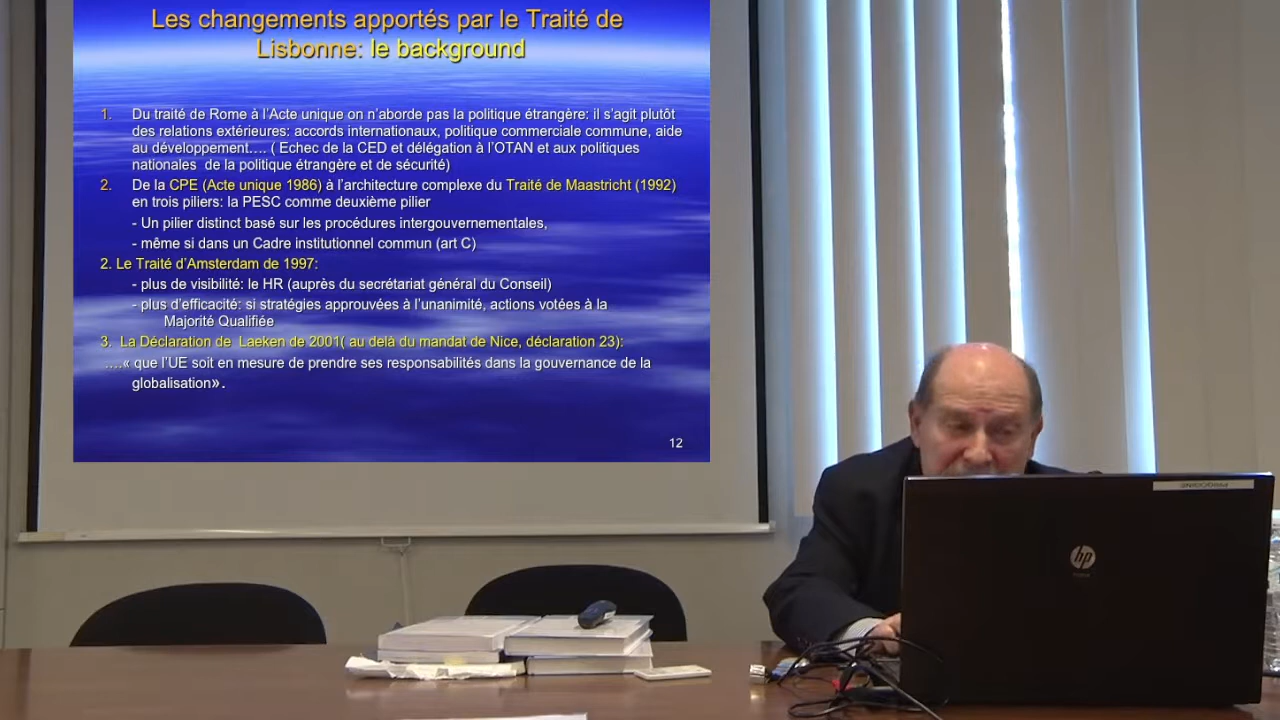 Les changements apportés par le Traité de
Lisbonne: le background
1. Du traité de Rome à l'Acte unique on n'aborde pas la politique étrangère: il s'agit plutôt
des relations extérieures: accords internationaux, politique commerciale commune, aide
au développement…. ( Echec de la CED et délégation à l'OTAN et aux politiques
nationales de la politique étrangère et de sécurité)
2. De la CPE (Acte unique 1986) à l'architecture complexe du Traité de Maastricht (1992)
en trois piliers: la PESC comme deuxième pilier
- Un pilier distinct basé sur les procédures intergouvernementales,
- même si dans un Cadre institutionnel commun (art C)
2. Le Traité d'Amsterdam de 1997:
- plus de visibilité: le HR (auprès du secrétariat général du Conseil)
- plus d'efficacité: si stratégies approuvées à l'unanimité, actions votées à la
Majorité Qualifiée
3. La Déclaration de Laeken de 2001( au delà du mandat de Nice, déclaration 23):
….« que l'UE soit en mesure de prendre ses responsabilités dans la gouvernance de la
globalisation».
12
PRIGOGINE
hp